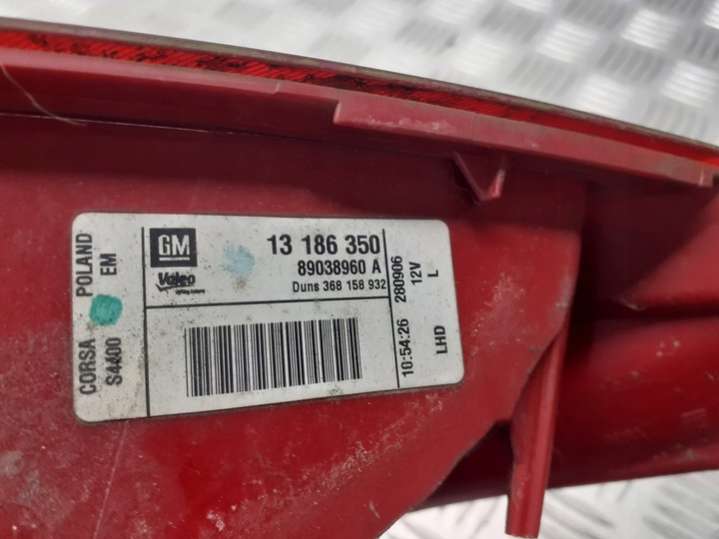 CORSA POLAND
S4400 EM
GM
13 186 350
Valeo
89038960 A
Duns 368 158 932
10:54:26 280906
12V
LHD L